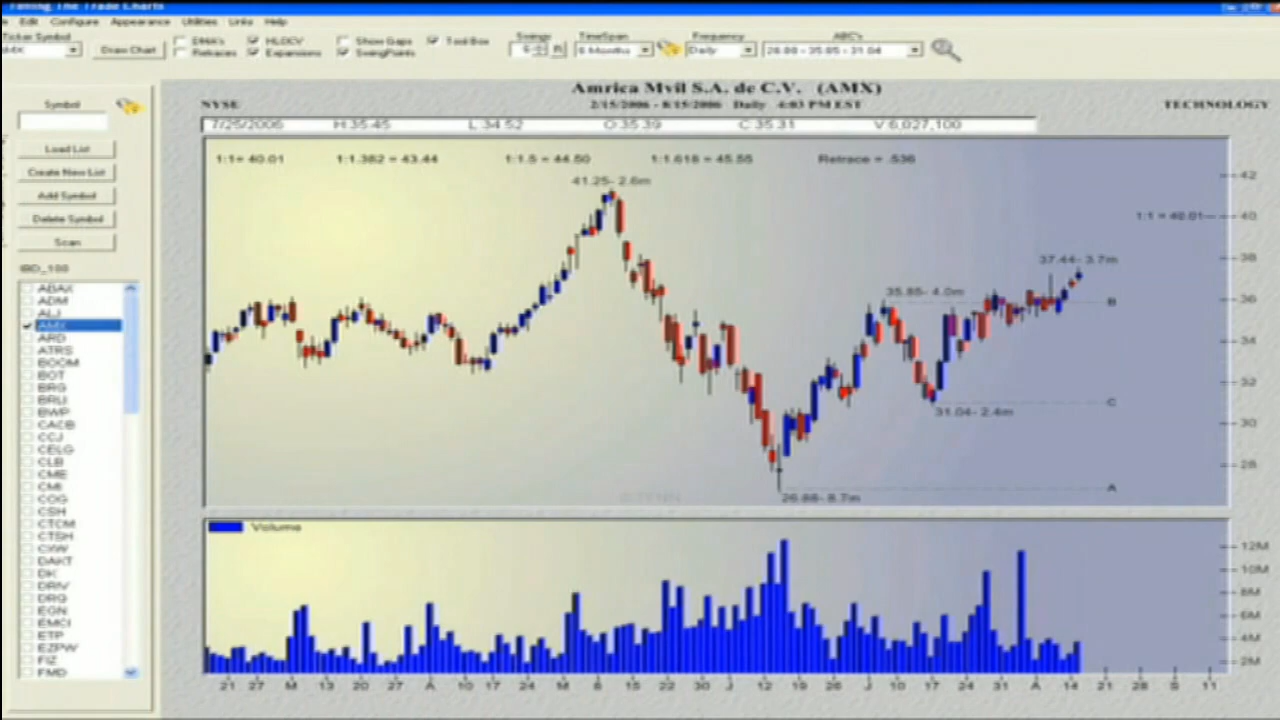 Timing The Trade Charts
Edit Configure Appearance Utilities Links Help
Ticker Symbol
AMX
Draw Chart
EMA's
HLOCV
Show Gaps
Tool Box
Retraces
Expansions
SwingPoints
Swings
TimeSpan
6 Months
Frequency
Daily
ABC's
26.88 - 35.85 - 31.04
Symbol
Load List
Create New List
Add Symbol
Delete Symbol
Scan
IBD_100
ABAX
ADM
ALJ
AMX
ARD
ATRS
BOOM
BOT
BRG
BRLI
BWP
CACB
CCJ
CELG
CLB
CME
CMI
COG
CSH
CTCM
CTSH
CXW
DAKT
DK
DRIV
DRQ
EGN
EMCI
ETP
EZPW
FIZ
FMD
Amrica Mvil S.A. de C.V. (AMX)
NYSE
2/15/2006 - 8/15/2006 Daily 4:03 PM EST
TECHNOLOGY
7/25/2006 H:35.45 L:34.52 O:35.39 C:35.31 V:6,027,100
1:1= 40.01 1:1.382 = 43.44 1:1.5 = 44.50 1:1.618 = 45.55 Retrace = .536
41.25- 2.6m
42
1:1 = 40.01
40
37.44- 3.7m
38
35.85- 4.0m
36
B
34
32
C
31.04- 2.4m
30
28
A
26.88- 8.7m
Volume
12M
10M
8M
6M
4M
2M
21 27 M 13 20 27 A 10 17 24 M 8 15 22 30 J 12 19 26 J 10 17 24 31 A 14 21 28 S 11